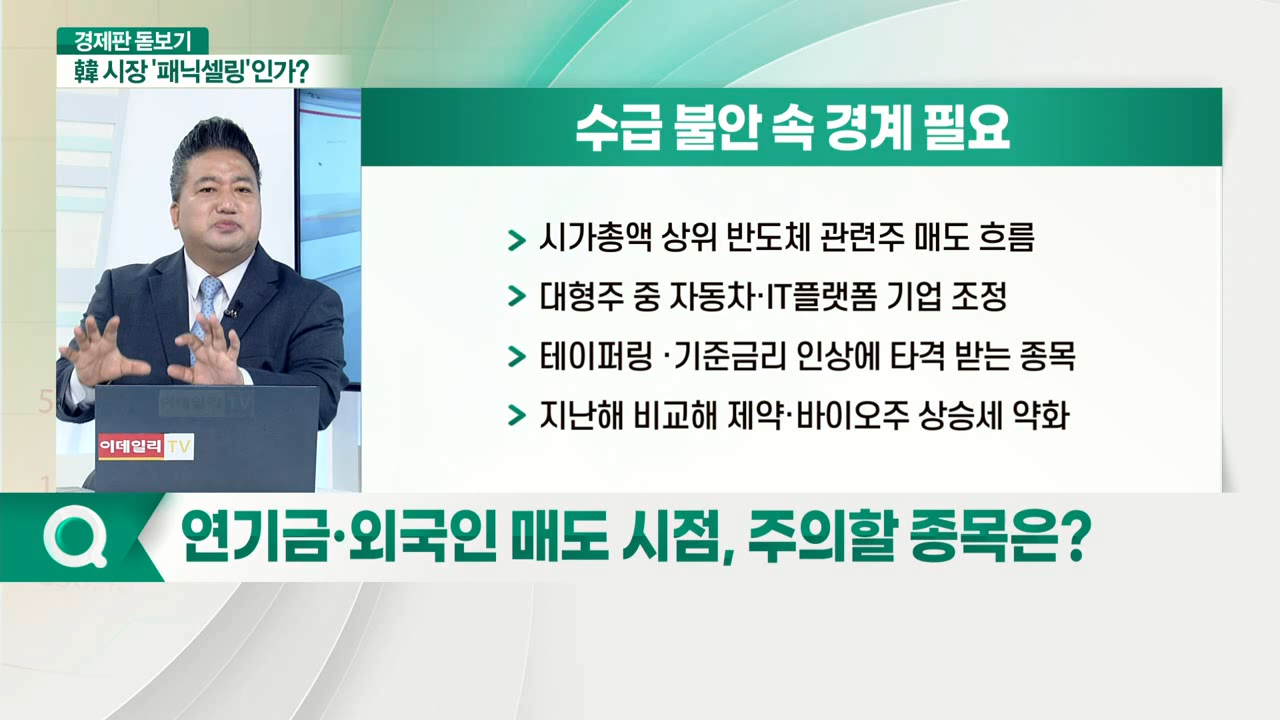 경제판 돋보기
韓 시장 '패닉셀링'인가?
수급 불안 속 경계 필요
> 시가총액 상위 반도체 관련주 매도 흐름
> 대형주 중 자동차·IT플랫폼 기업 조정
> 테이퍼링 ·기준금리 인상에 타격 받는 종목
> 지난해 비교해 제약·바이오주 상승세 약화
이데일리TV
이데일리 TV
Q 연기금·외국인 매도 시점, 주의할 종목은?